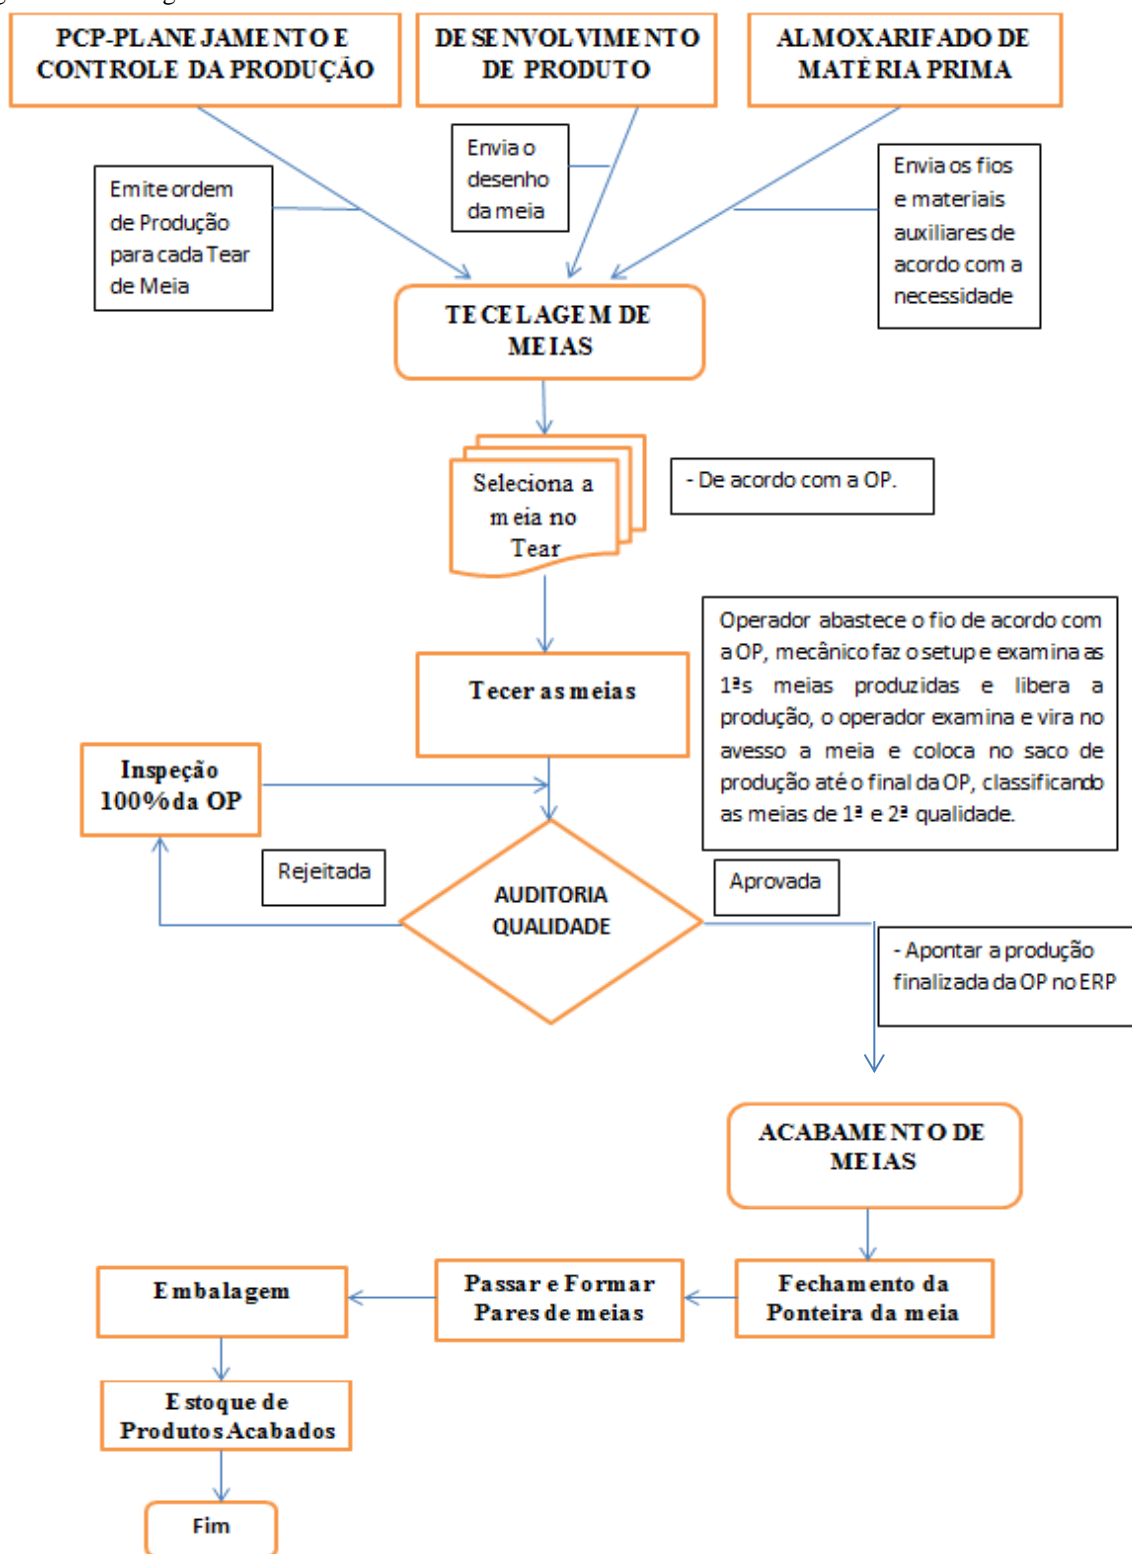 PCP-PLANEJAMENTO E
CONTROLE DA PRODUÇÃO
DESENVOLVIMENTO
DE PRODUTO
ALMOXARIFADO DE
MATÉRIA PRIMA
Emite ordem
de Produção
para cada Tear
de Meia
Envia o
desenho
da meia
Envia os fios
e materiais
auxiliares de
acordo com a
necessidade
TECELAGEM DE
MEIAS
Seleciona a
meia no
Tear
- De acordo com a OP.
Tecer as meias
Operador abastece o fio de acordo com
a OP, mecânico faz o setup e examina as
1ªs meias produzidas e libera a
produção, o operador examina e vira no
avesso a meia e coloca no saco de
produção até o final da OP, classificando
as meias de 1ª e 2ª qualidade.
Inspeção
100% da OP
Rejeitada
AUDITORIA
QUALIDADE
Aprovada
- Apontar a produção
finalizada da OP no ERP
ACABAMENTO DE
MEIAS
Fechamento da
Ponteira da meia
Passar e Formar
Pares de meias
Embalagem
Estoque de
Produtos Acabados
Fim